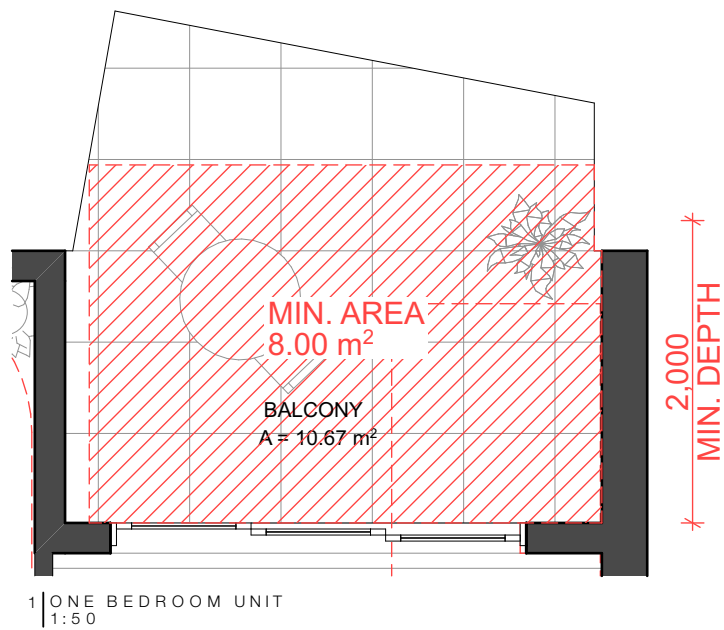 MIN. AREA
8.00 m²
BALCONY
A = 10.67 m²
2,000
MIN. DEPTH
1 ONE BEDROOM UNIT
1:50